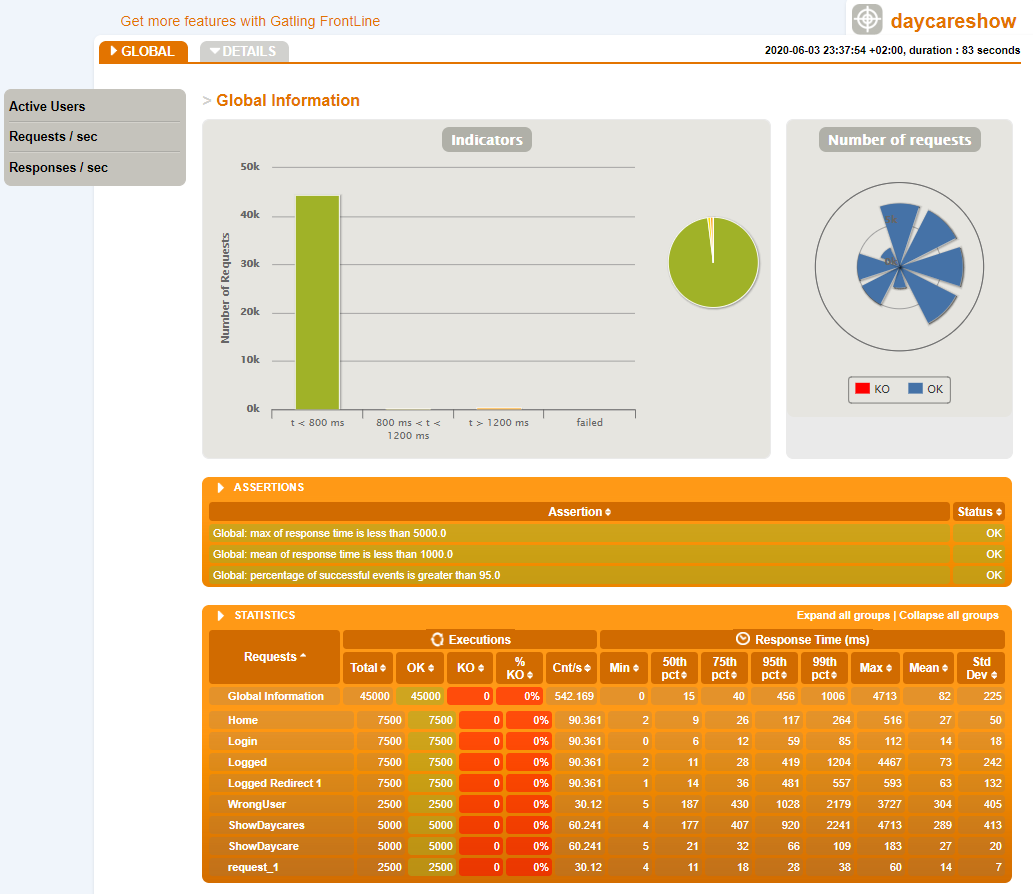 Get more features with Gatling FrontLine
daycareshow
GLOBAL
DETAILS
2020-06-03 23:37:54 +02:00, duration : 83 seconds
Active Users
Requests / sec
Responses / sec
> Global Information
Indicators
Number of Requests
50k
40k
30k
20k
10k
0k
t < 800 ms
800 ms < t <
1200 ms
t > 1200 ms
failed
Number of requests
KO
OK
ASSERTIONS
Assertion Status
Global: max of response time is less than 5000.0 OK
Global: mean of response time is less than 1000.0 OK
Global: percentage of successful events is greater than 95.0 OK
STATISTICS
Expand all groups | Collapse all groups
Requests
Executions
Response Time (ms)
Total OK KO % KO Cnt/s Min 50th pct 75th pct 95th pct 99th pct Max Mean Std Dev
Global Information 45000 45000 0 0% 542.169 0 15 40 456 1006 4713 82 225
Home 7500 7500 0 0% 90.361 2 9 26 117 264 516 27 50
Login 7500 7500 0 0% 90.361 0 6 12 59 85 112 14 18
Logged 7500 7500 0 0% 90.361 2 11 28 419 1204 4467 73 242
Logged Redirect 1 7500 7500 0 0% 90.361 1 14 36 481 557 593 63 132
WrongUser 2500 2500 0 0% 30.12 5 187 430 1028 2179 3727 304 405
ShowDaycares 5000 5000 0 0% 60.241 4 177 407 920 2241 4713 289 413
ShowDaycare 5000 5000 0 0% 60.241 5 21 32 66 109 183 27 20
request_1 2500 2500 0 0% 30.12 4 11 18 28 38 60 14 7